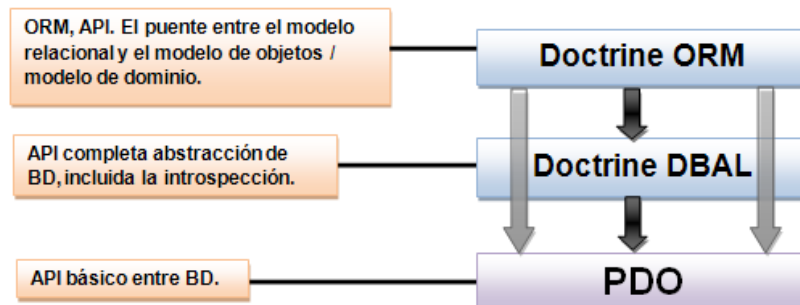 ORM, API. El puente entre el modelo
relacional y el modelo de objetos /
modelo de dominio.
Doctrine ORM
API completa abstracción de
BD, incluida la introspección.
Doctrine DBAL
API básico entre BD.
PDO